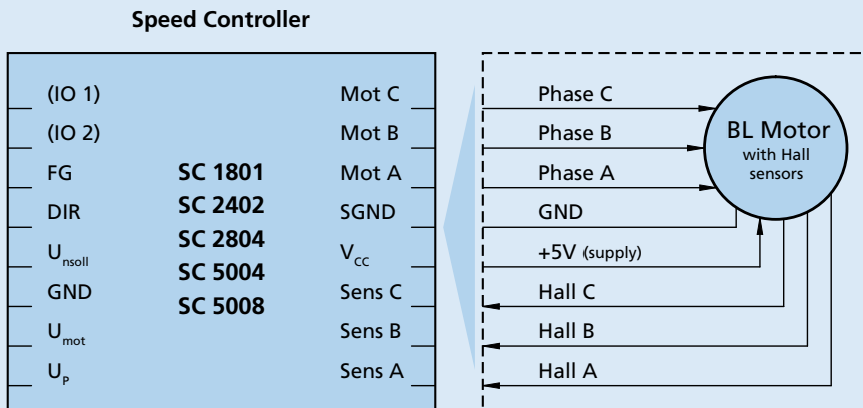 Speed Controller
(IO 1)
(IO 2)
FG
DIR
Unsoll
GND
Umot
UP
SC 1801
SC 2402
SC 2804
SC 5004
SC 5008
Mot C
Mot B
Mot A
SGND
VCC
Sens C
Sens B
Sens A
Phase C
Phase B
Phase A
GND
+5V (supply)
Hall C
Hall B
Hall A
BL Motor
with Hall
sensors